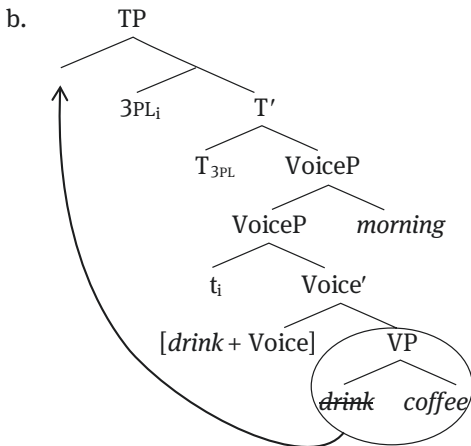 b. TP
3PLi T′
T3PL VoiceP
VoiceP morning
ti Voice′
[drink + Voice] VP
drink coffee